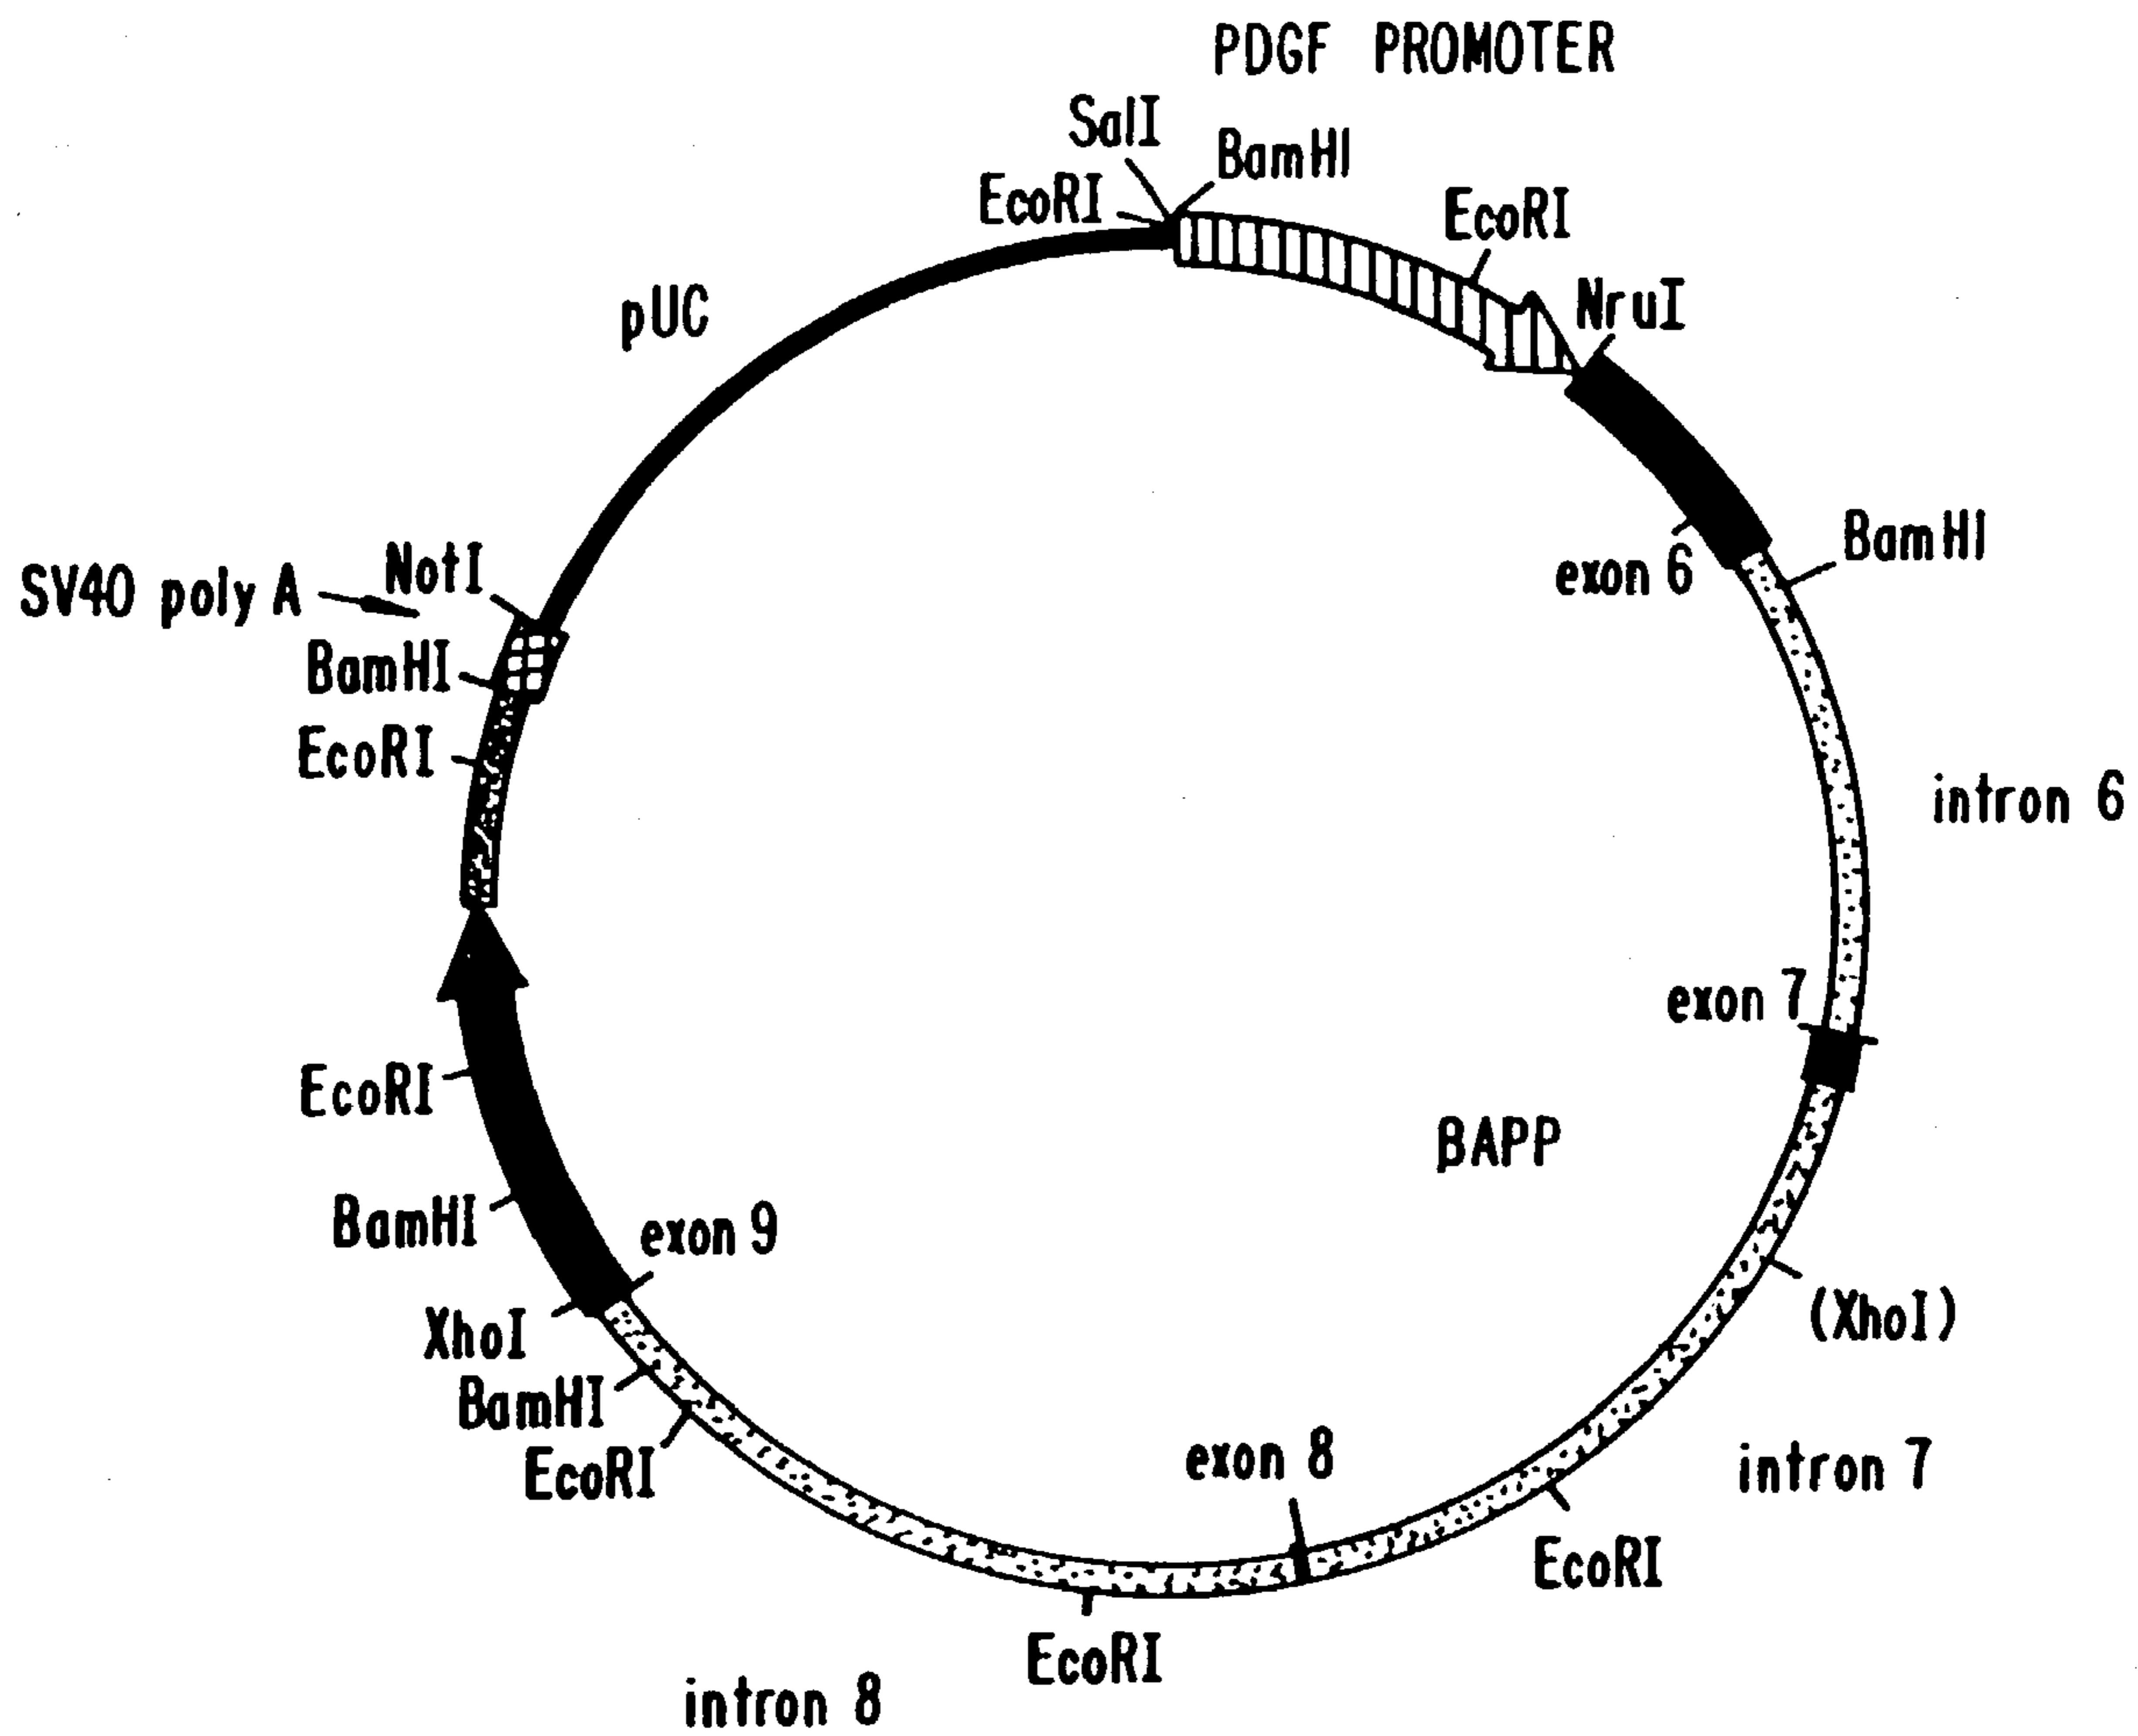 PDGF PROMOTER
SalI
BamHI
EcoRI
EcoRI
NruI
pUC
BamHI
exon 6
NotI
SV40 poly A
BamHI
EcoRI
intron 6
exon 7
EcoRI
βAPP
BamHI
exon 9
(XhoI)
XhoI
BamHI
exon 8
intron 7
EcoRI
EcoRI
EcoRI
intron 8